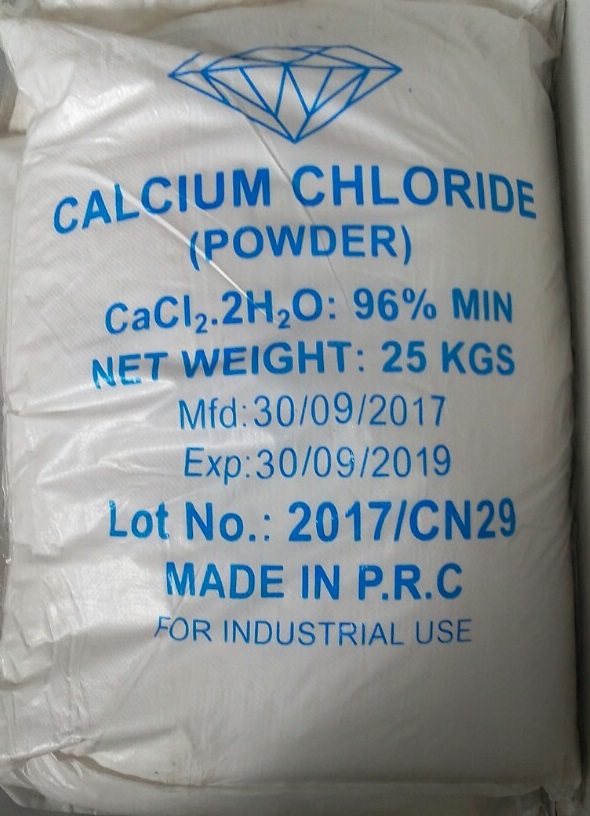 CALCIUM CHLORIDE
(POWDER)
CaCl₂.2H₂O: 96% MIN
NET WEIGHT: 25 KGS
Mfd:30/09/2017
Exp:30/09/2019
Lot No.: 2017/CN29
MADE IN P.R.C
FOR INDUSTRIAL USE